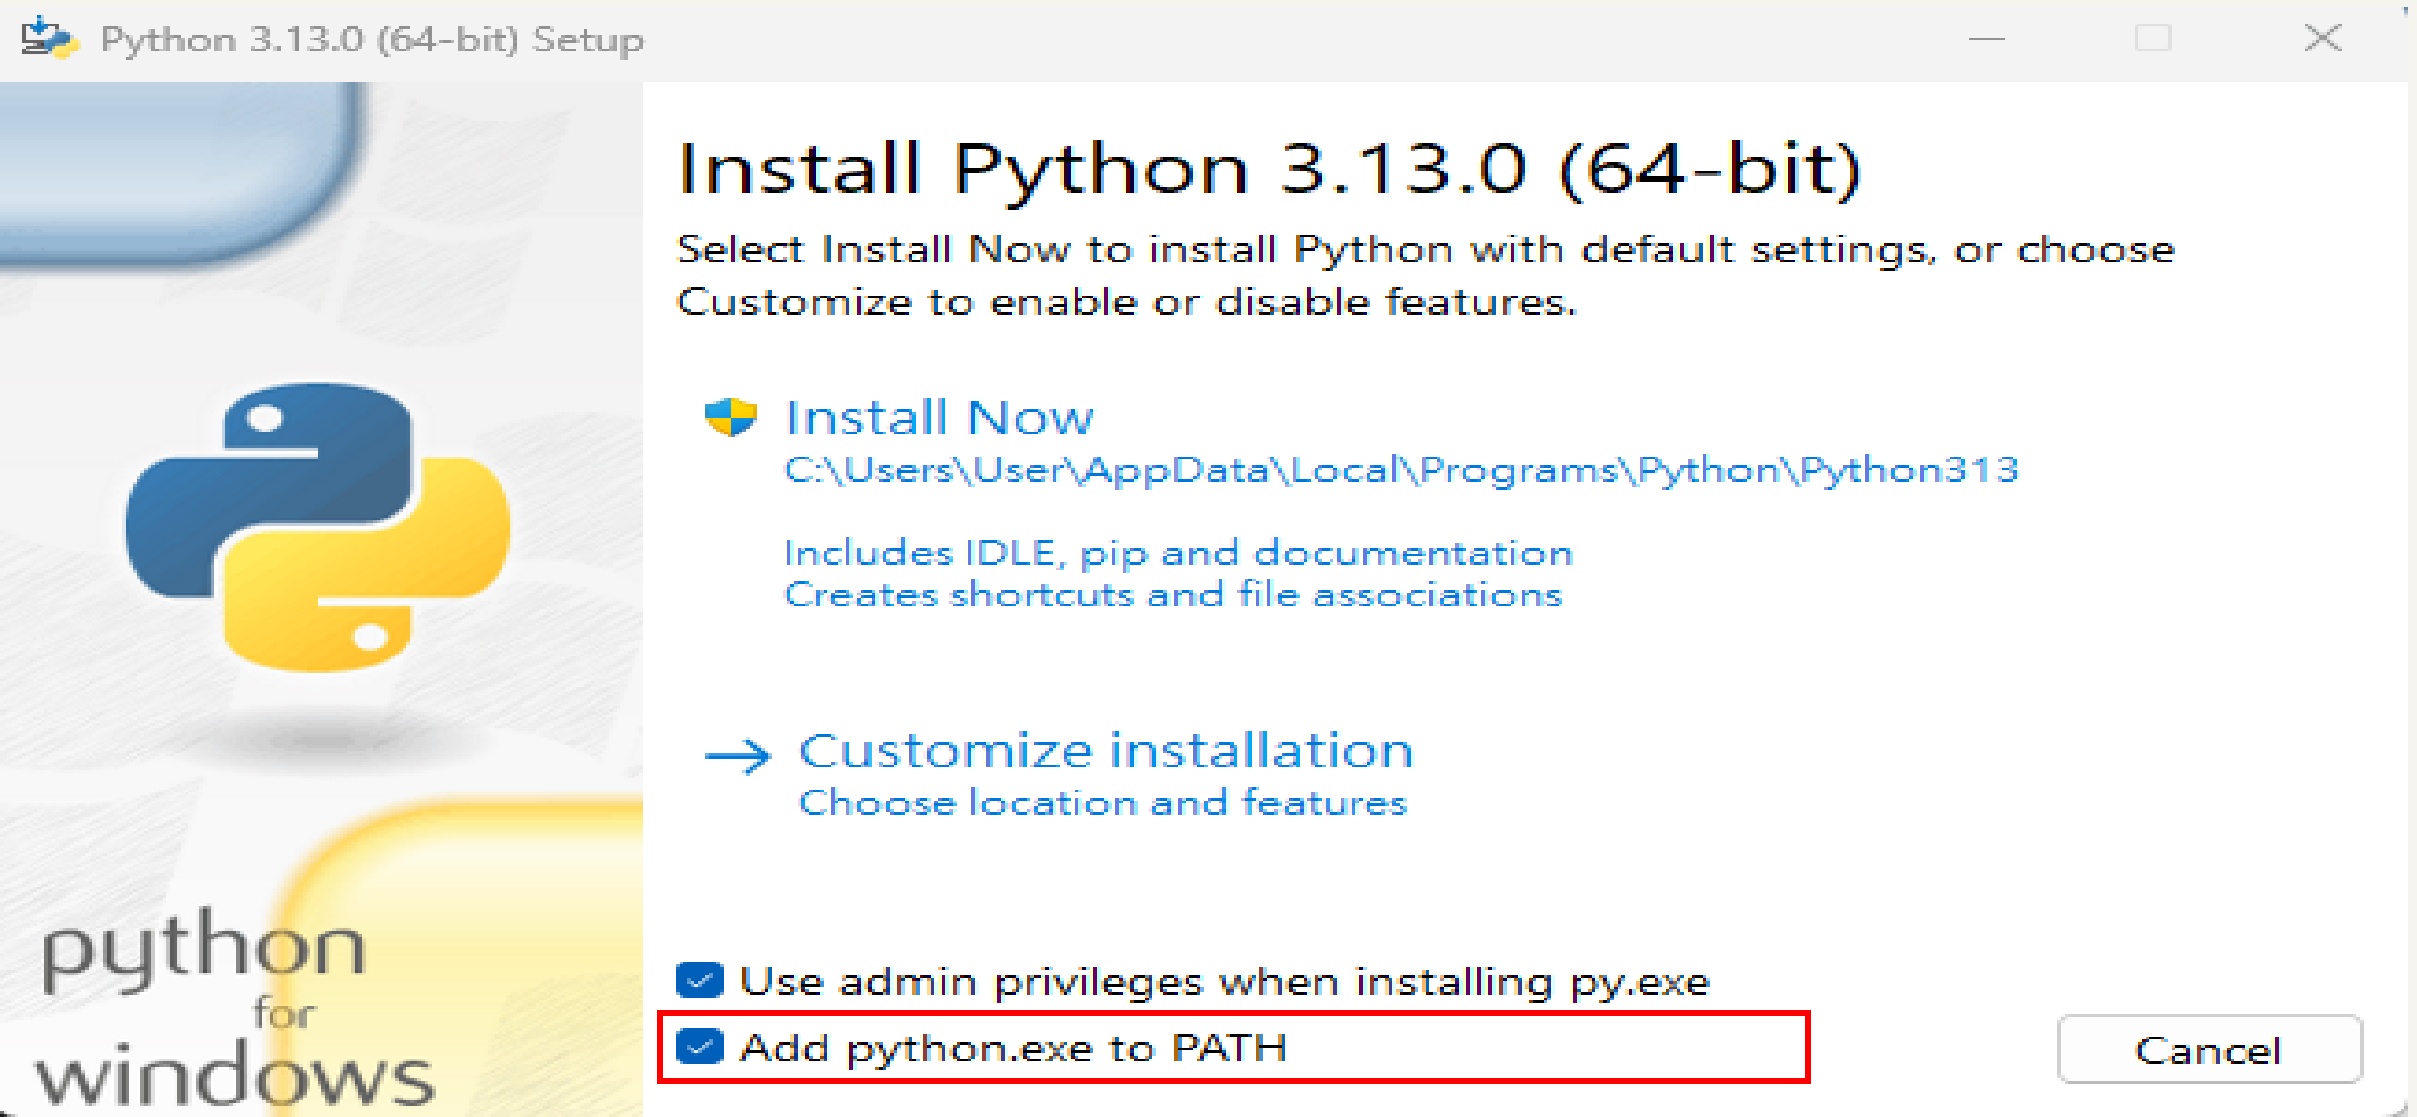 Python 3.13.0 (64-bit) Setup
Install Python 3.13.0 (64-bit)
Select Install Now to install Python with default settings, or choose
Customize to enable or disable features.
Install Now
C:\Users\User\AppData\Local\Programs\Python\Python313
Includes IDLE, pip and documentation
Creates shortcuts and file associations
Customize installation
Choose location and features
python
for
windows
Use admin privileges when installing py.exe
Add python.exe to PATH
Cancel